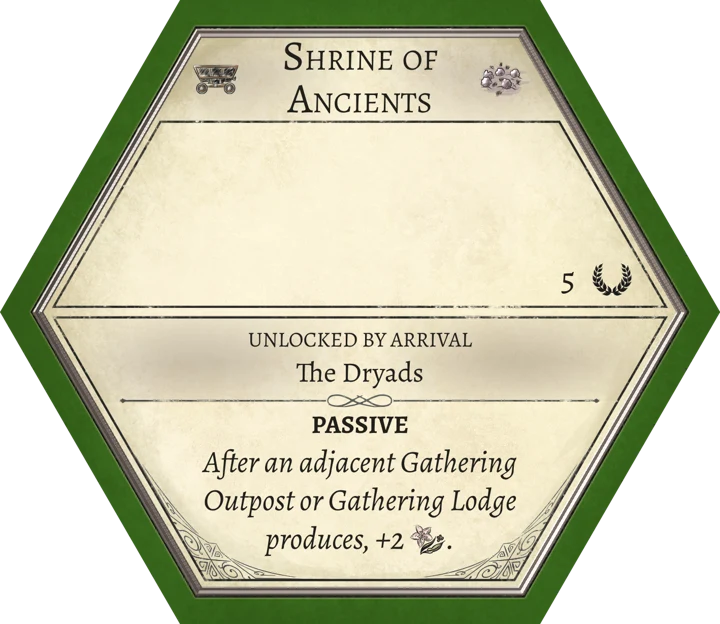 Shrine of
Ancients
5
UNLOCKED BY ARRIVAL
The Dryads
PASSIVE
After an adjacent Gathering
Outpost or Gathering Lodge
produces, +2 .